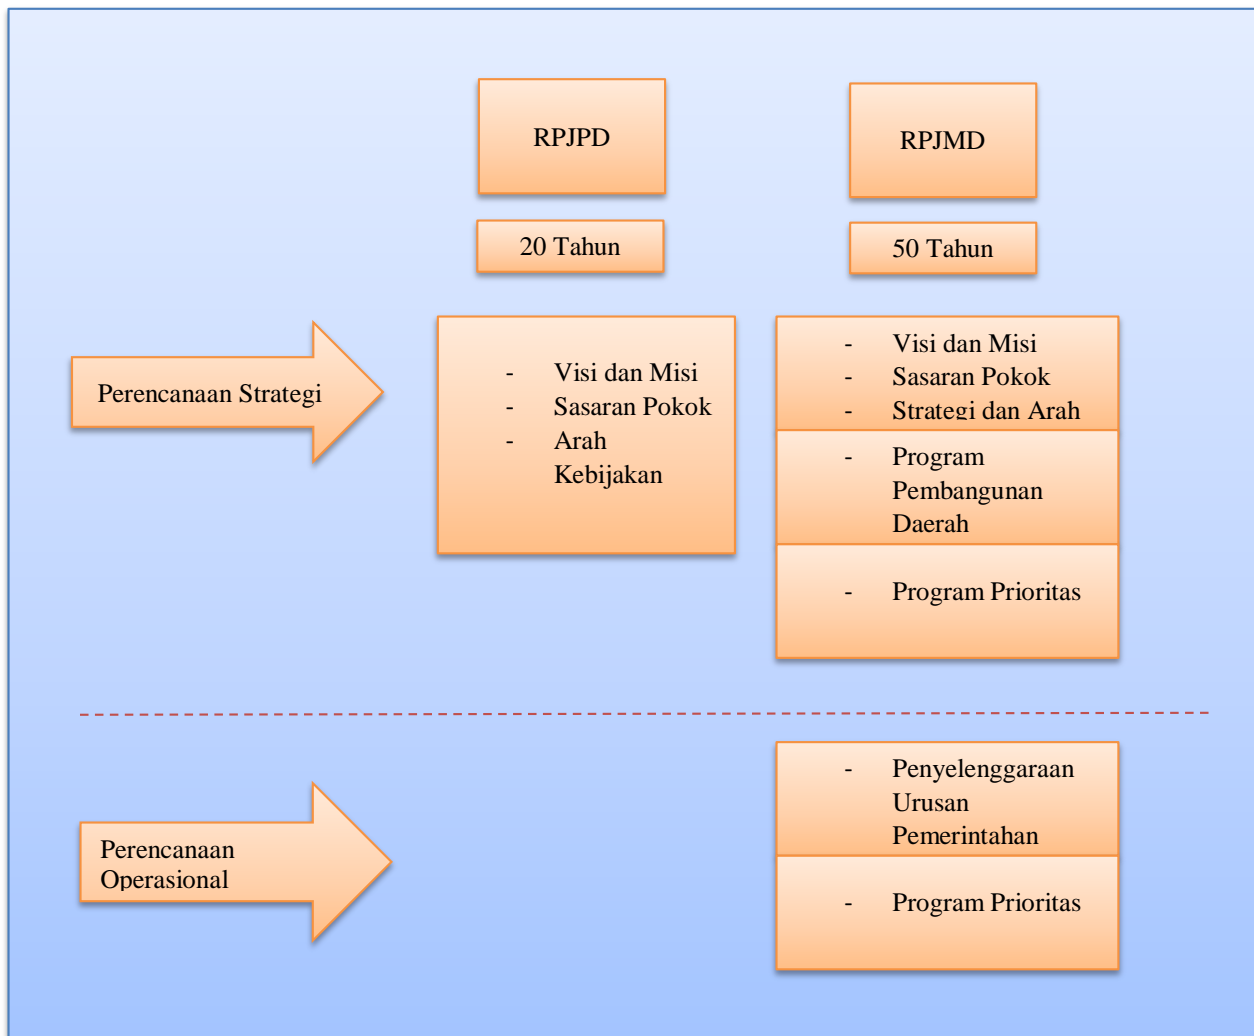 RPJPD
RPJMD
20 Tahun
50 Tahun
Perencanaan Strategi
- Visi dan Misi
- Sasaran Pokok
- Arah
Kebijakan
- Visi dan Misi
- Sasaran Pokok
- Strategi dan Arah
- Program
Pembangunan
Daerah
- Program Prioritas
Perencanaan
Operasional
- Penyelenggaraan
Urusan
Pemerintahan
- Program Prioritas